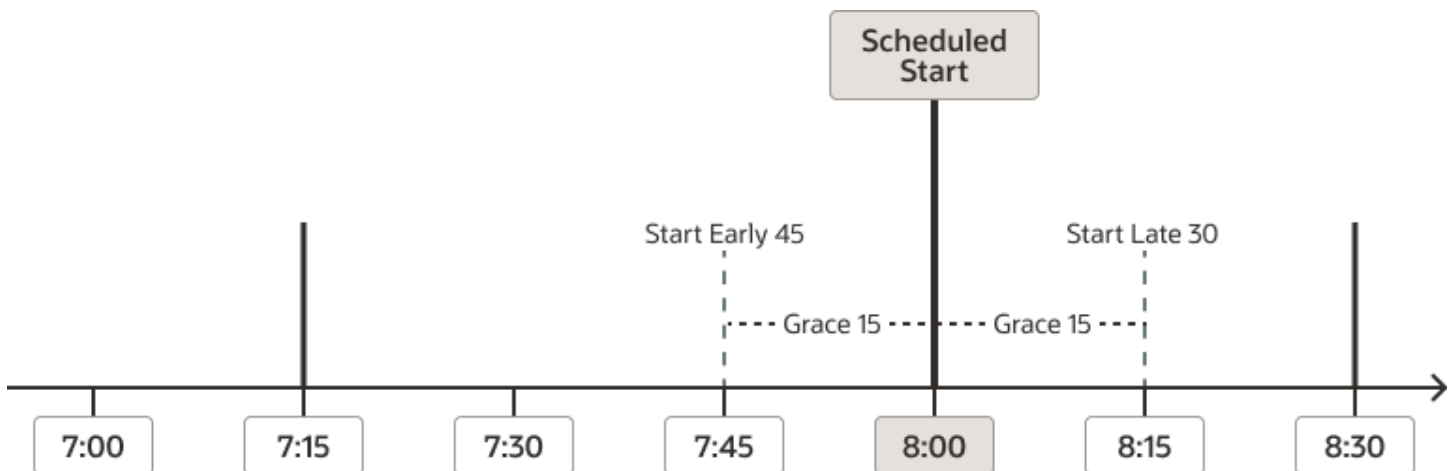 Scheduled
Start
Start Early 45
Start Late 30
Grace 15
Grace 15
7:00
7:15
7:30
7:45
8:00
8:15
8:30